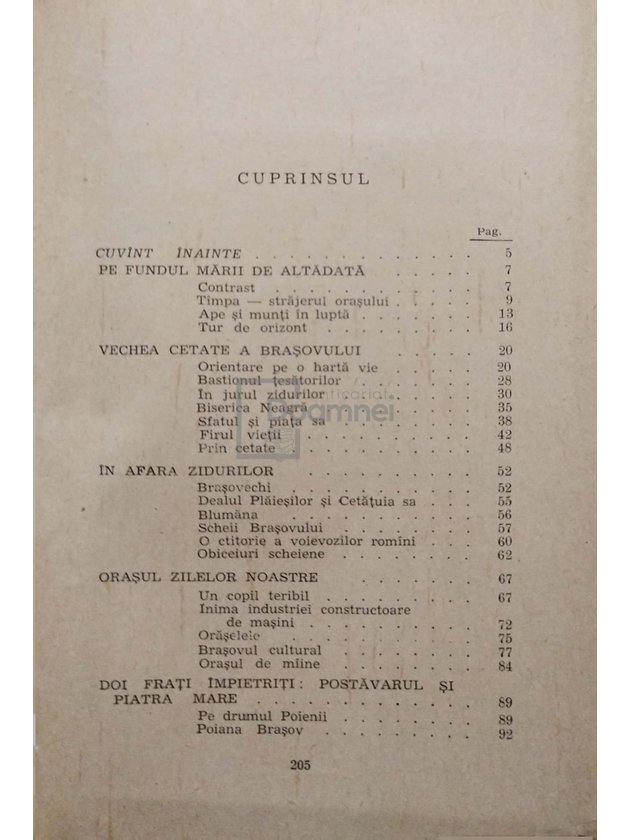 CUPRINSUL
Pag.
CUVÎNT ÎNAINTE . . . . . . . . . . . . 5
PE FUNDUL MĂRII DE ALTĂDATĂ . . . . . 7
Contrast . . . . . . . . . . . 7
Timpa — străjerul orașului . . . . . 9
Ape și munți în luptă . . . . . . . 13
Tur de orizont . . . . . . . . 16
VECHEA CETATE A BRAȘOVULUI . . . . . 20
Orientare pe o hartă vie . . . . . 20
Bastionul țesătorilor . . . . . . . 28
In jurul zidurilor . . . . . . . 30
Biserica Neagră . . . . . . . . 35
Sfatul și piața sa . . . . . . . 38
Firul vieții . . . . . . . . 42
Prin cetate . . . . . . . . . 48
ÎN AFARA ZIDURILOR . . . . . . . . 52
Brașovechi . . . . . . . . . 52
Dealul Plăieșilor și Cetățuia sa . . . 55
Blumăna . . . . . . . . . 56
Scheii Brașovului . . . . . . . 57
O ctitorie a voievozilor romîni . . . 60
Obiceiuri scheiene . . . . . . . 62
ORAȘUL ZILELOR NOASTRE . . . . . . 67
Un copil teribil . . . . . . . . 67
Inima industriei constructoare
de mașini . . . . . . . . . 72
Orășelele . . . . . . . . . 75
Brașovul cultural . . . . . . . 77
Orașul de mîine . . . . . . . 84
DOI FRAȚI ÎMPIETRIȚI: POSTĂVARUL ȘI
PIATRA MARE . . . . . . . . . . . . 89
Pe drumul Poienii . . . . . . . 89
Poiana Brașov . . . . . . . . 92
205